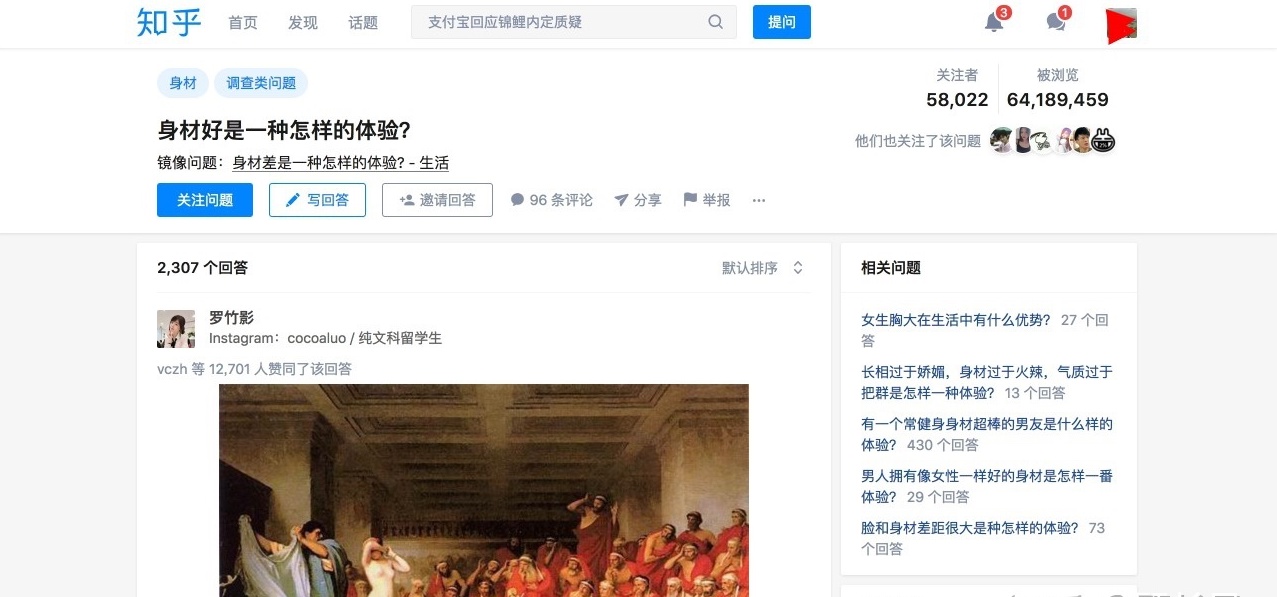 知乎 首页 发现 话题 支付宝回应锦鲤内定质疑 提问 3 1
身材 调查类问题
关注者 被浏览
58,022 64,189,459
身材好是一种怎样的体验?
他们也关注了该问题
镜像问题：身材差是一种怎样的体验? - 生活
关注问题 写回答 邀请回答 96 条评论 分享 举报 ···
2,307 个回答 默认排序
罗竹影
Instagram：cocoaluo / 纯文科留学生
vczh 等 12,701 人赞同了该回答
相关问题
女生胸大在生活中有什么优势? 27 个回
答
长相过于娇媚，身材过于火辣，气质过于
把群是怎样一种体验? 13 个回答
有一个常健身身材超棒的男友是什么样的
体验? 430 个回答
男人拥有像女性一样好的身材是怎样一番
体验? 29 个回答
脸和身材差距很大是种怎样的体验? 73
个回答